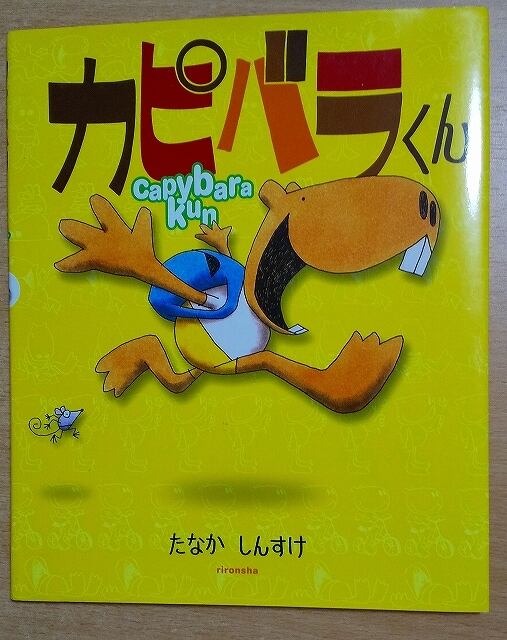 カピバラくん
Capybara
Kun
たなか しんすけ
rironsha